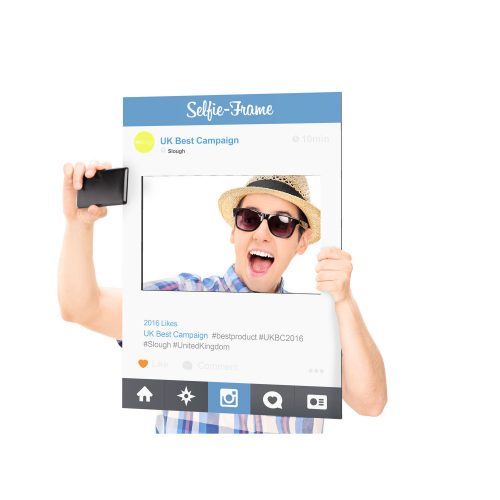 Selfie-Frame
UK Best Campaign
10min
Slough
2016 Likes
UK Best Campaign #bestproduct #UKBC2016
#Slough #UnitedKingdom
Like
Comment